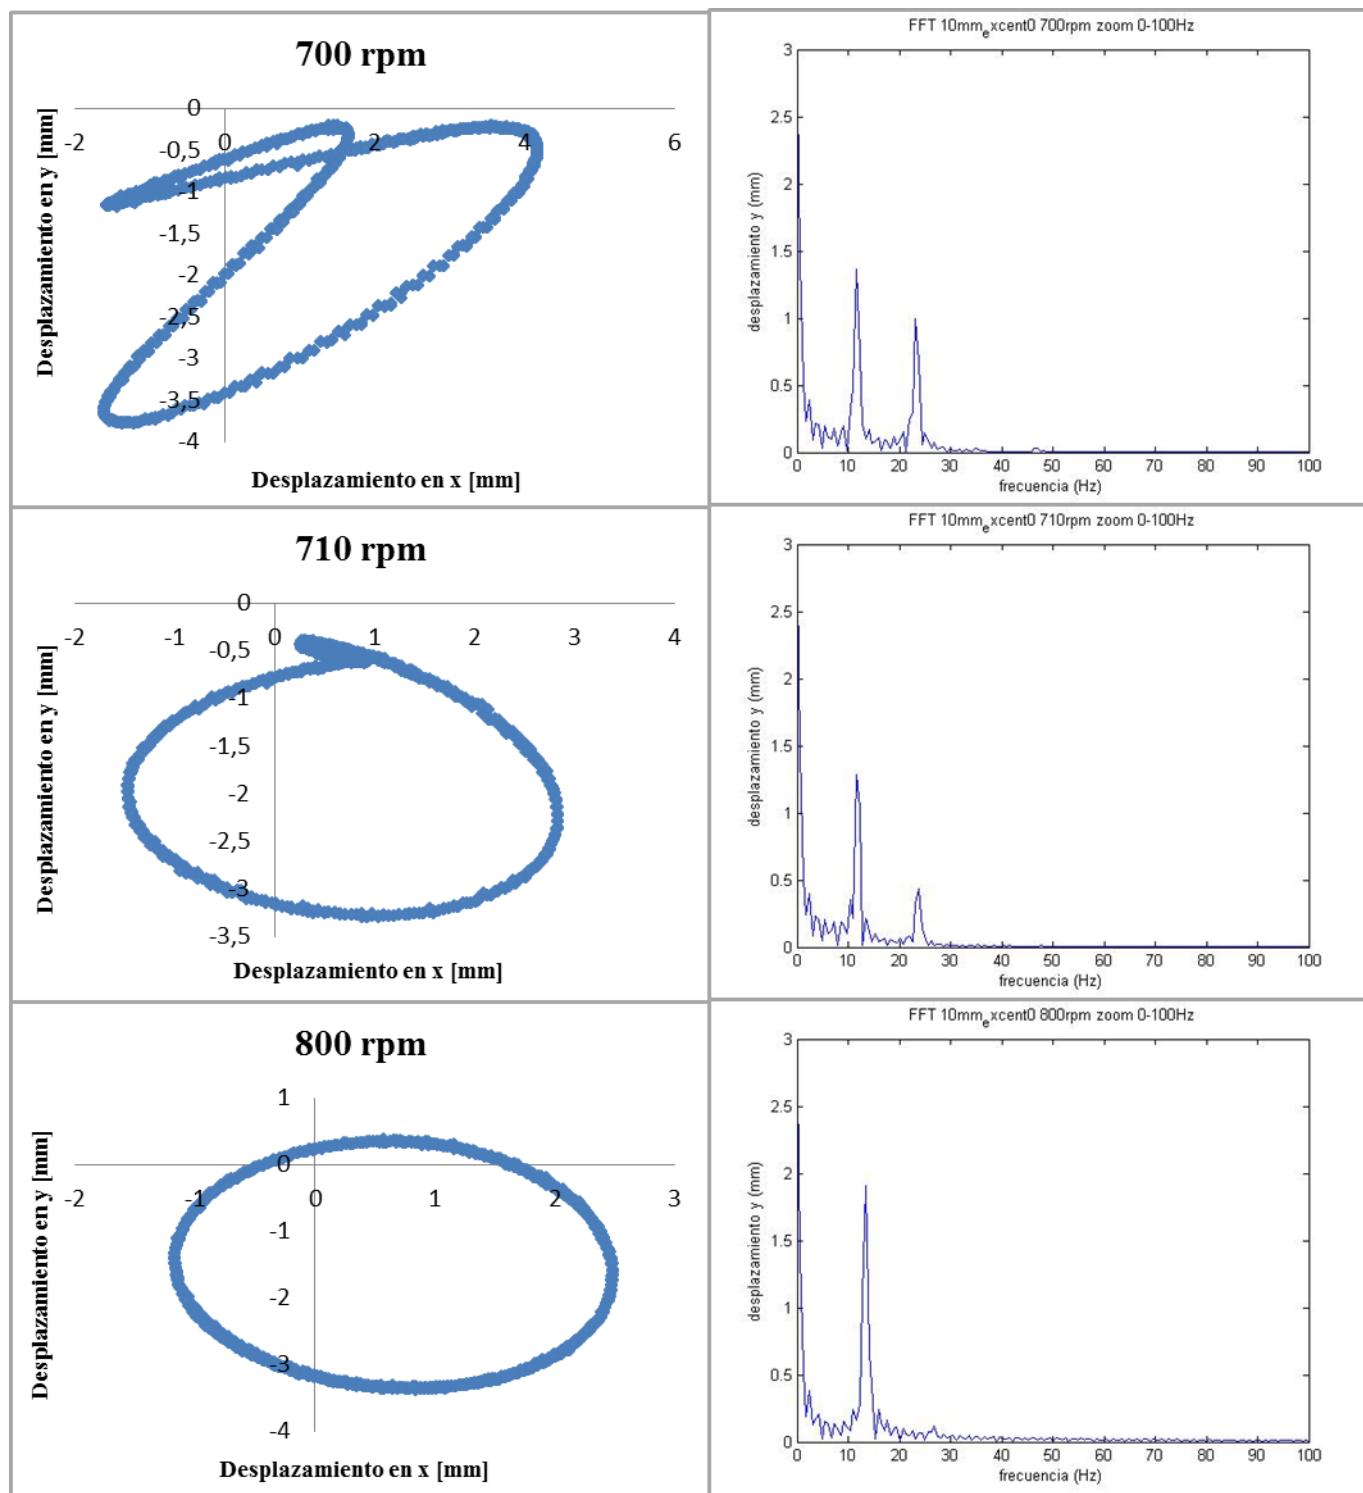 700 rpm
0
-2
0
2
4
6
-0,5
-1
-1,5
-2
-2,5
-3
-3,5
-4
Desplazamiento en y [mm]
Desplazamiento en x [mm]
FFT 10mmₑxcent0 700rpm zoom 0-100Hz
3
2.5
2
1.5
1
0.5
0
0 10 20 30 40 50 60 70 80 90 100
desplazamiento y (mm)
frecuencia (Hz)
710 rpm
0
-2 -1 0 1 2 3 4
-0,5
-1
-1,5
-2
-2,5
-3
-3,5
Desplazamiento en y [mm]
Desplazamiento en x [mm]
FFT 10mmₑxcent0 710rpm zoom 0-100Hz
3
2.5
2
1.5
1
0.5
0
0 10 20 30 40 50 60 70 80 90 100
desplazamiento y (mm)
frecuencia (Hz)
800 rpm
1
0
-2 -1 0 1 2 3
-1
-2
-3
-4
Desplazamiento en y [mm]
Desplazamiento en x [mm]
FFT 10mmₑxcent0 800rpm zoom 0-100Hz
3
2.5
2
1.5
1
0.5
0
0 10 20 30 40 50 60 70 80 90 100
desplazamiento y (mm)
frecuencia (Hz)